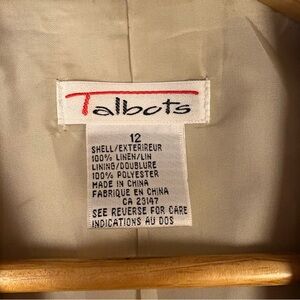 Talbots
12
SHELL/EXTERIEUR
100% LINEN/LIN
LINING/DOUBLURE
100% POLYESTER
MADE IN CHINA
FABRIQUE EN CHINA
CA 23147
SEE REVERSE FOR CARE
INDICATIONS AU DOS